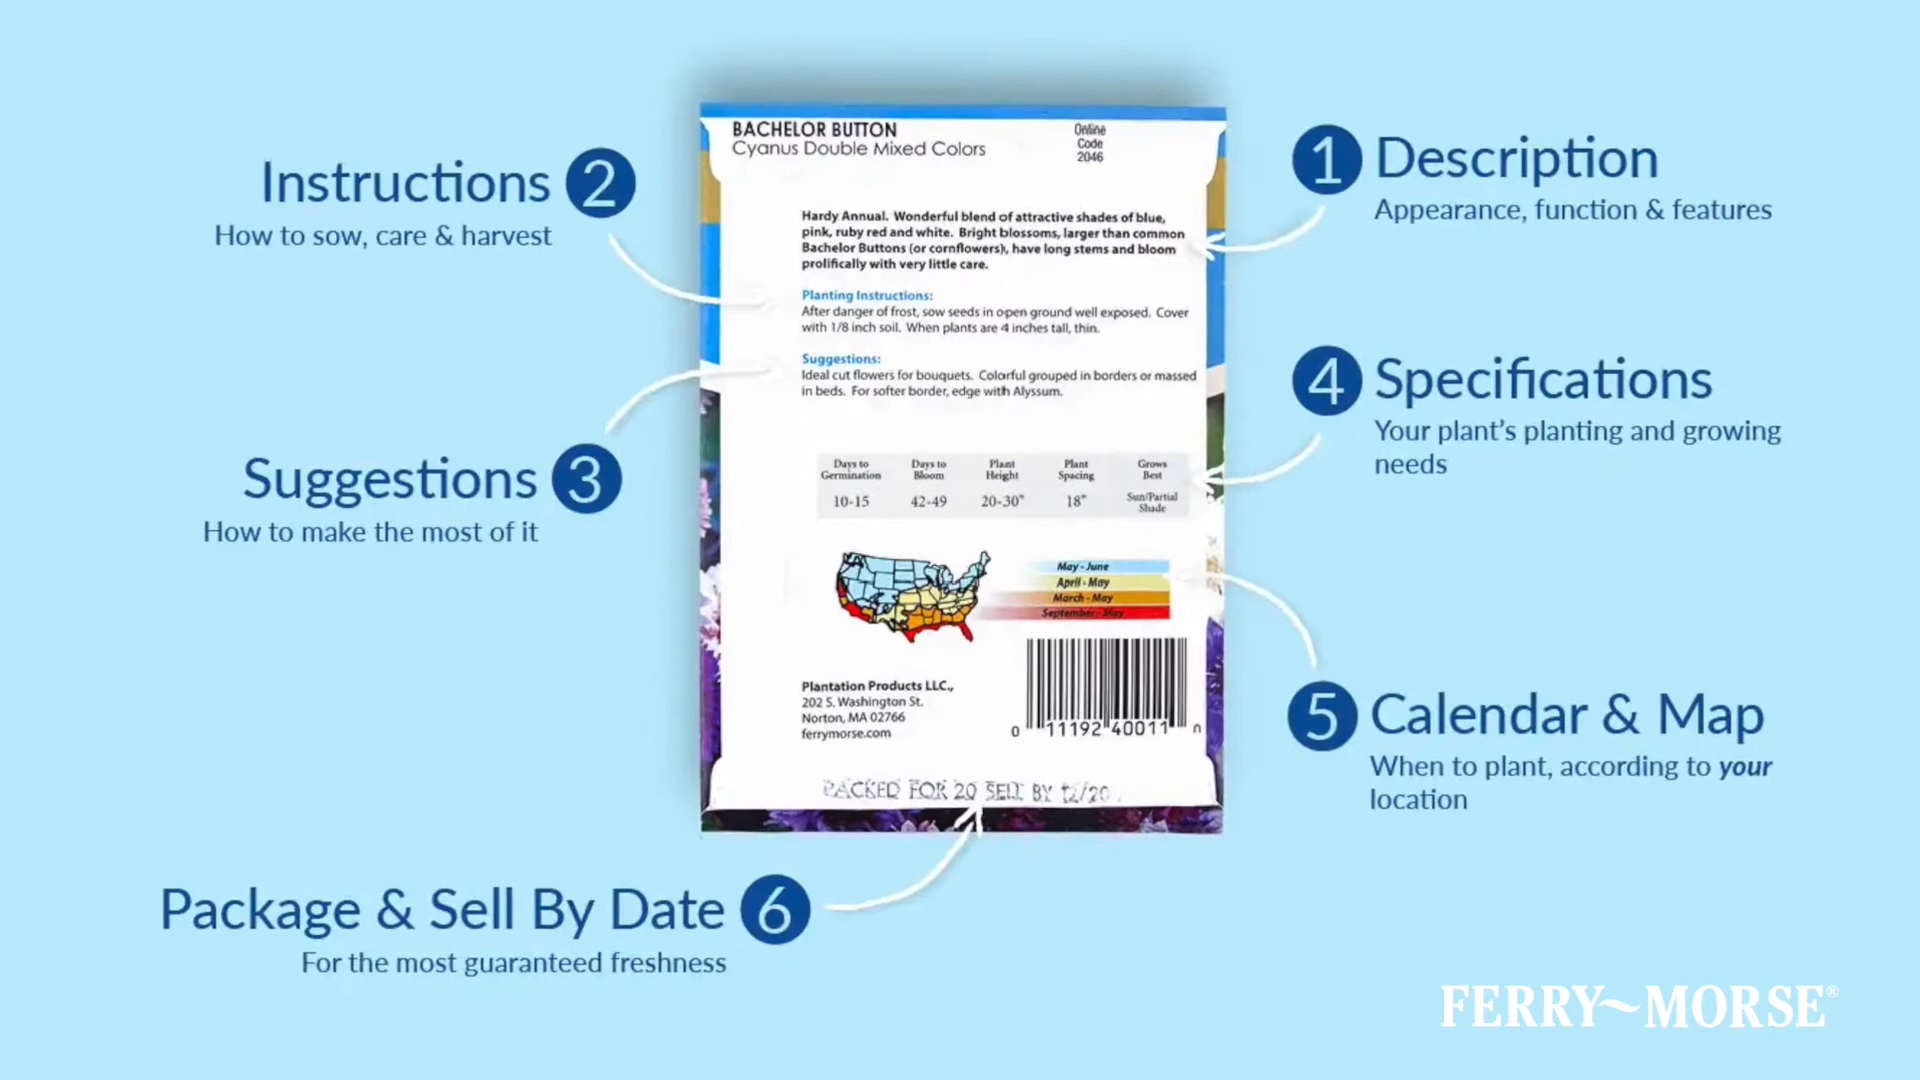 BACHELOR BUTTON
Cyanus Double Mixed Colors
Online
Code
2046
Hardy Annual. Wonderful blend of attractive shades of blue,
pink, ruby red and white. Bright blossoms, larger than common
Bachelor Buttons (or cornflowers), have long stems and bloom
prolifically with very little care.
Planting Instructions:
After danger of frost, sow seeds in open ground well exposed. Cover
with 1/8 inch soil. When plants are 4 inches tall, thin.
Suggestions:
Ideal cut flowers for bouquets. Colorful grouped in borders or massed
in beds. For softer border, edge with Alyssum.
Days to Germination
Days to Bloom
Plant Height
Plant Spacing
Grows Best
10-15
42-49
20-30"
18"
Sun/Partial Shade
May - June
April - May
March - May
September - May
Plantation Products LLC.,
202 S. Washington St.
Norton, MA 02766
ferrymorse.com
0 11192 40011
PACKED FOR 20 SELL BY 12/20
1 Description
Appearance, function & features
Instructions 2
How to sow, care & harvest
Suggestions 3
How to make the most of it
4 Specifications
Your plant's planting and growing
needs
5 Calendar & Map
When to plant, according to your
location
Package & Sell By Date 6
For the most guaranteed freshness
FERRY~MORSE®